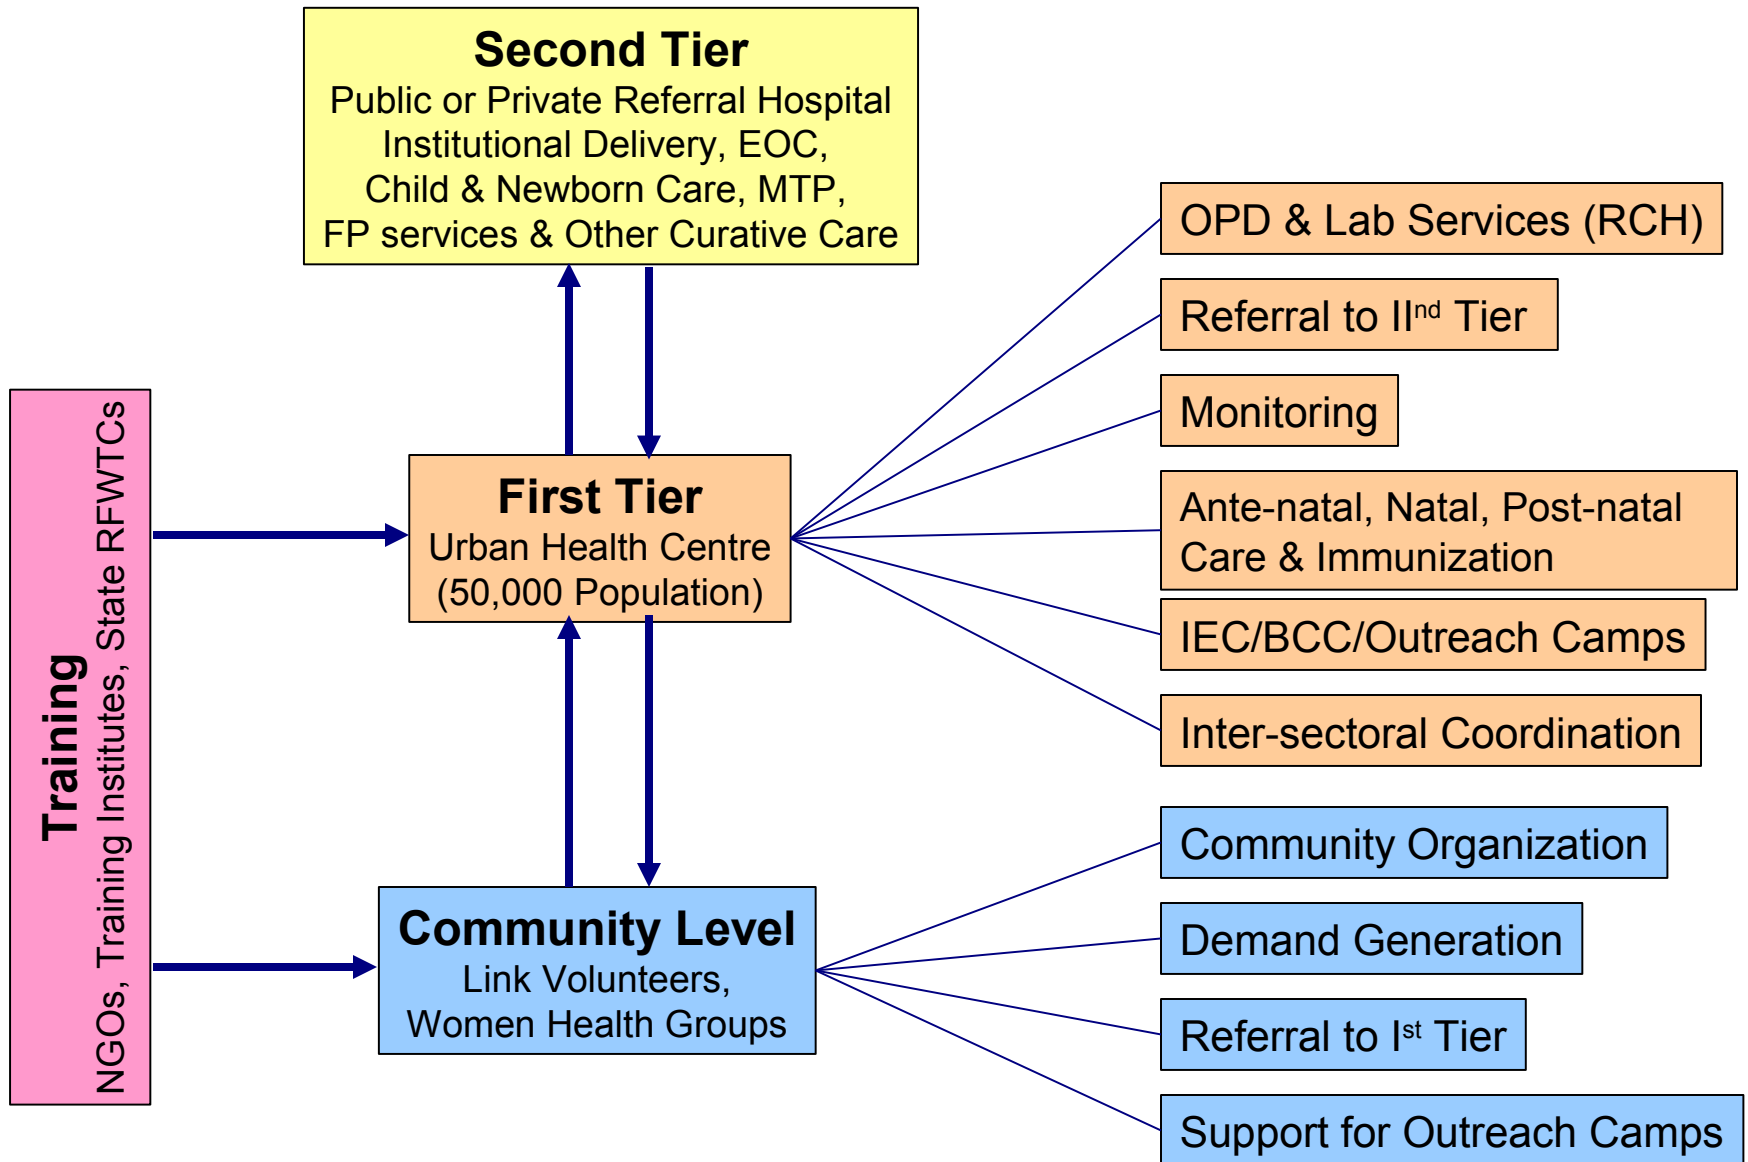 Second Tier
Public or Private Referral Hospital
Institutional Delivery, EOC,
Child & Newborn Care, MTP,
FP services & Other Curative Care
Training
NGOs, Training Institutes, State RFWTCs
First Tier
Urban Health Centre
(50,000 Population)
Community Level
Link Volunteers,
Women Health Groups
OPD & Lab Services (RCH)
Referral to IInd Tier
Monitoring
Ante-natal, Natal, Post-natal
Care & Immunization
IEC/BCC/Outreach Camps
Inter-sectoral Coordination
Community Organization
Demand Generation
Referral to Ist Tier
Support for Outreach Camps